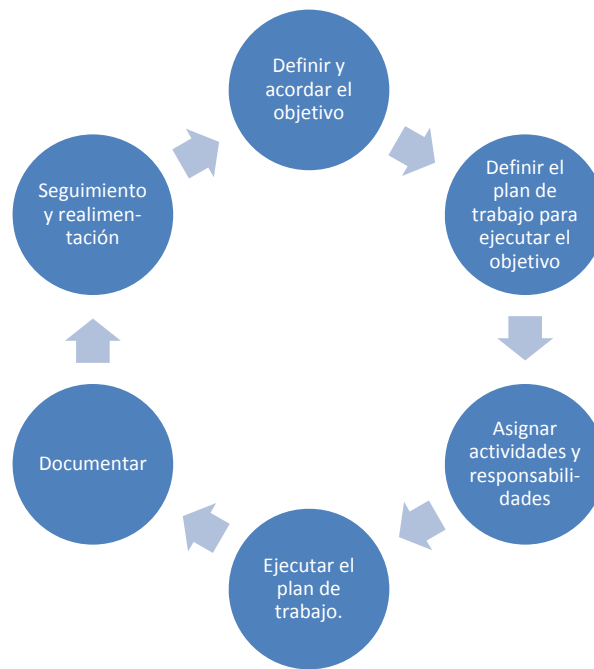 Definir y
acordar el
objetivo
Definir el
plan de
trabajo para
ejecutar el
objetivo
Asignar
actividades y
responsabili-
dades
Ejecutar el
plan de
trabajo.
Documentar
Seguimiento
y realimen-
tación